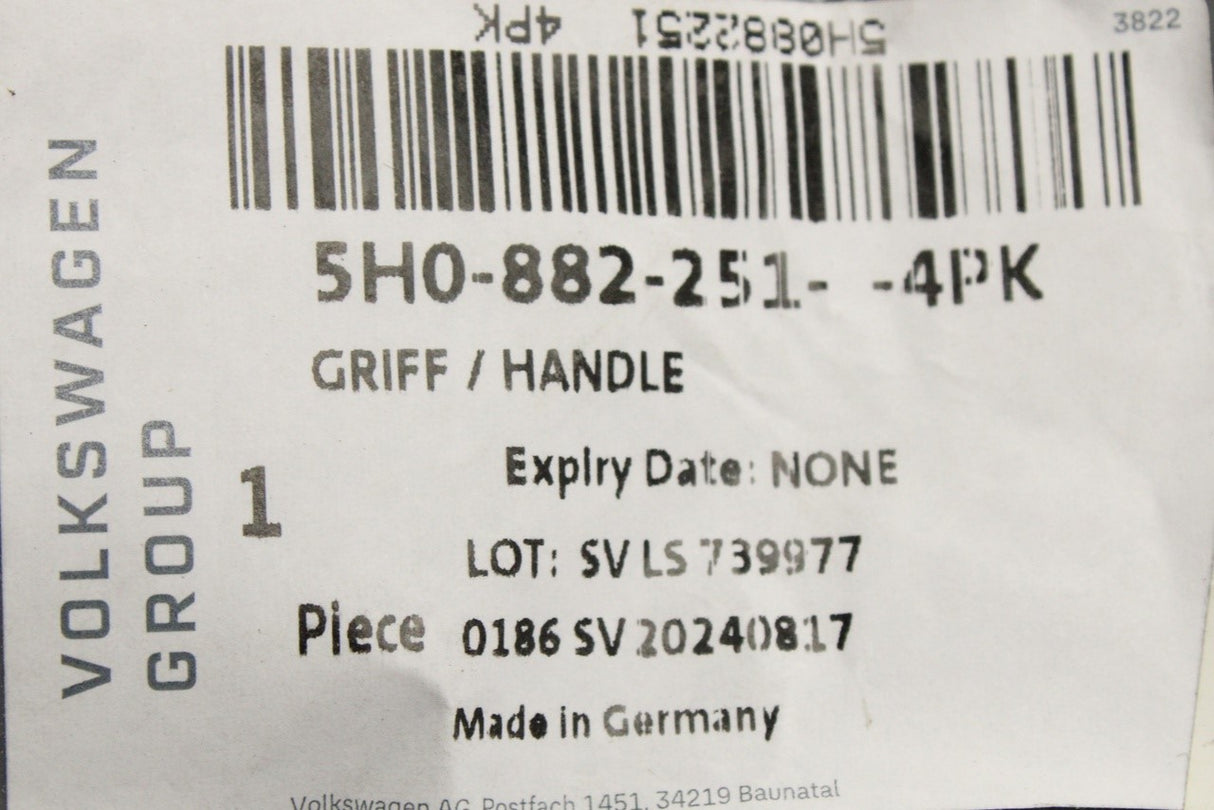 3822
5H0882251 4PK
5H0-882-251- -4PK
GRIFF / HANDLE
Expiry Date: NONE
1
LOT: SV LS 739977
Piece 0186 SV 20240817
Made in Germany
VOLKSWAGEN
GROUP
Volkswagen AG, Postfach 1451, 34219 Baunatal